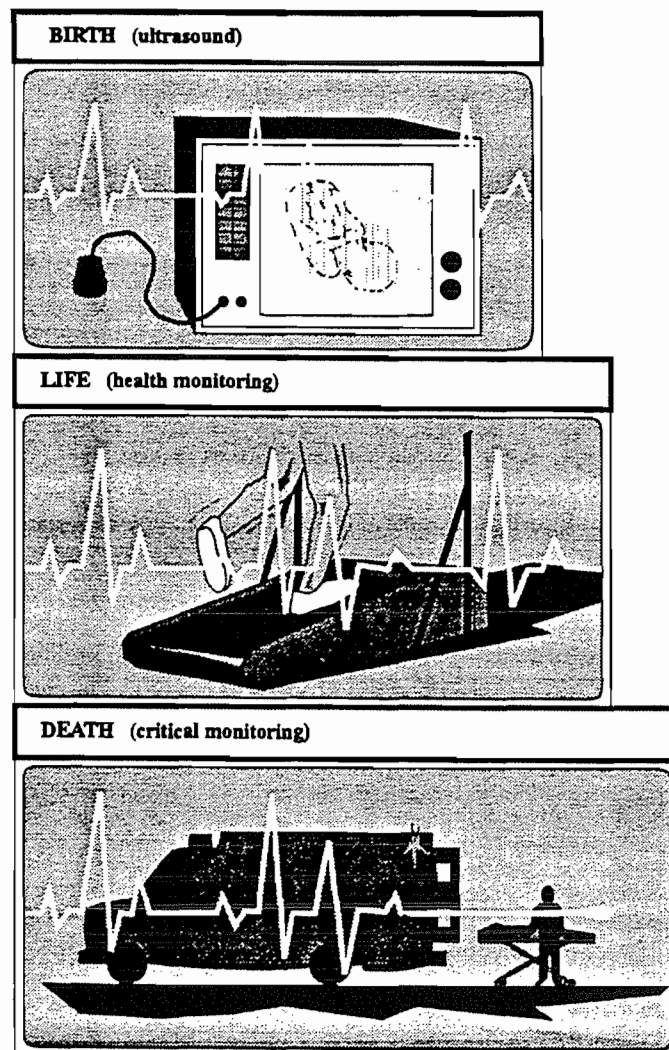 BIRTH (ultrasound)
LIFE (health monitoring)
DEATH (critical monitoring)